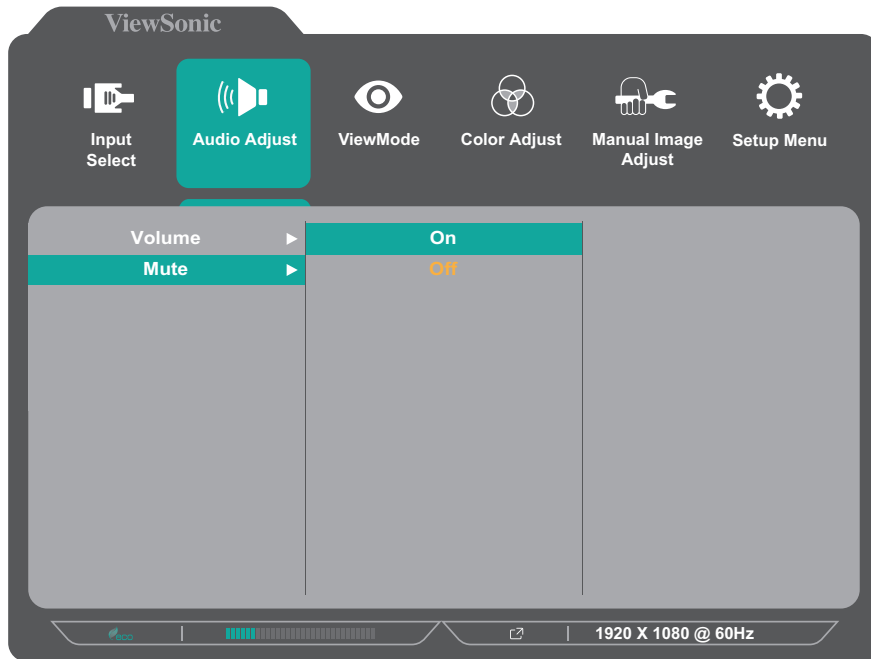 ViewSonic
Input
Select
Audio Adjust
ViewMode
Color Adjust
Manual Image
Adjust
Setup Menu
Volume
On
Mute
Off
eco
1920 X 1080 @ 60Hz